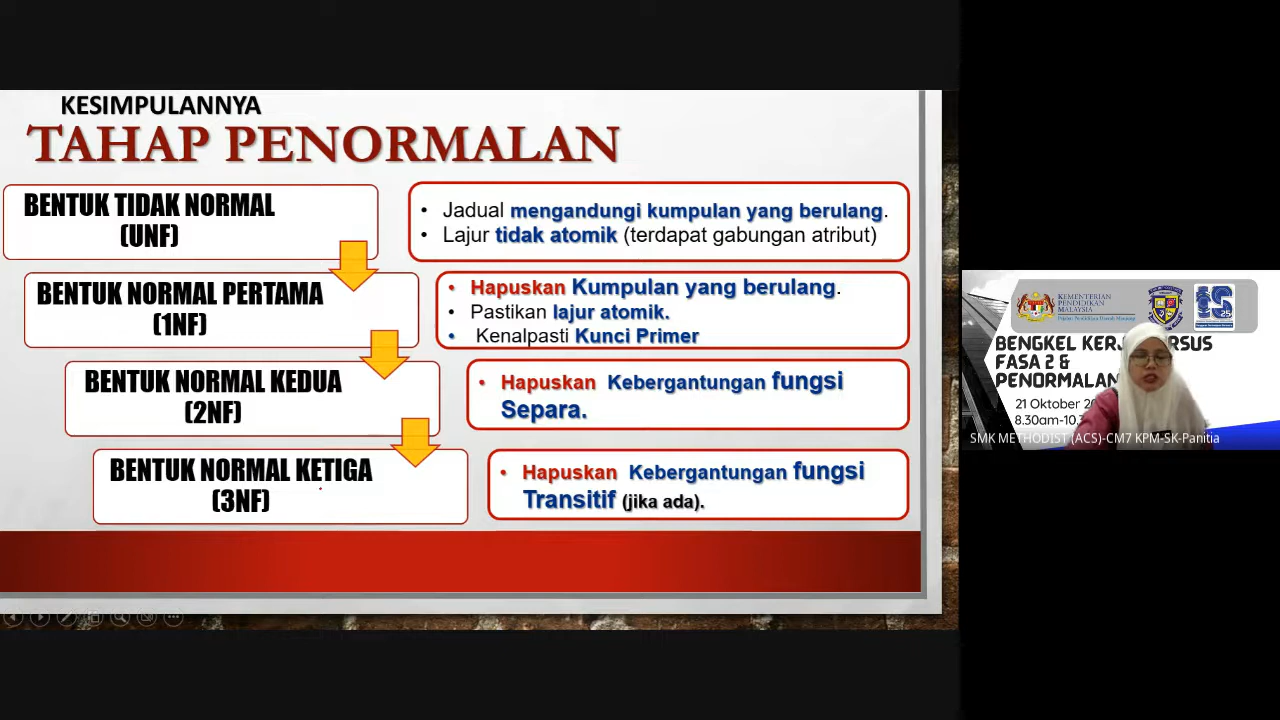 KESIMPULANNYA
TAHAP PENORMALAN
BENTUK TIDAK NORMAL
(UNF)
• Jadual mengandungi kumpulan yang berulang.
• Lajur tidak atomik (terdapat gabungan atribut)
BENTUK NORMAL PERTAMA
(1NF)
• Hapuskan Kumpulan yang berulang.
• Pastikan lajur atomik.
• Kenalpasti Kunci Primer
BENTUK NORMAL KEDUA
(2NF)
• Hapuskan Kebergantungan fungsi
Separa.
BENTUK NORMAL KETIGA
(3NF)
• Hapuskan Kebergantungan fungsi
Transitif (jika ada).
KEMENTERIAN
PENDIDIKAN
MALAYSIA
BENGKEL KERJ
RSUS
FASA 2 &
PENORMALAN
21 Oktober 20
8.30am-10.
SMK METHODIST (ACS)-CM7 KPM-SK-Panitia